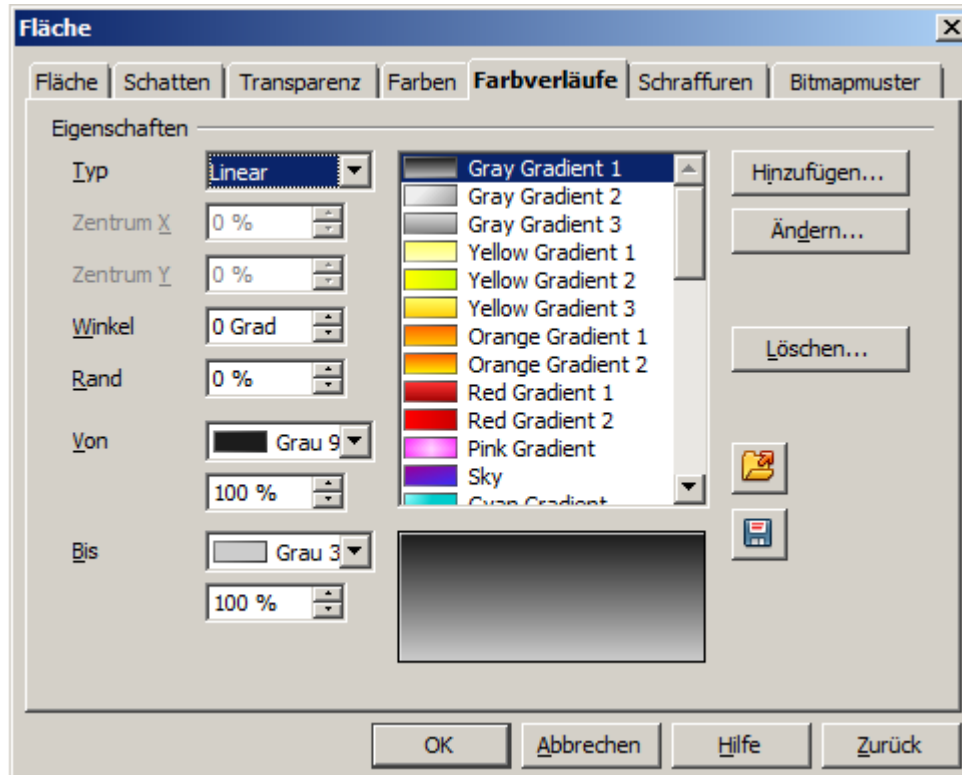 Fläche
Fläche Schatten Transparenz Farben Farbverläufe Schraffuren Bitmapmuster
Eigenschaften
Typ Linear
Zentrum X 0 %
Zentrum Y 0 %
Winkel 0 Grad
Rand 0 %
Von Grau 9
100 %
Bis Grau 3
100 %
Gray Gradient 1
Gray Gradient 2
Gray Gradient 3
Yellow Gradient 1
Yellow Gradient 2
Yellow Gradient 3
Orange Gradient 1
Orange Gradient 2
Red Gradient 1
Red Gradient 2
Pink Gradient
Sky
Cyan Gradient
Hinzufügen...
Ändern...
Löschen...
OK Abbrechen Hilfe Zurück